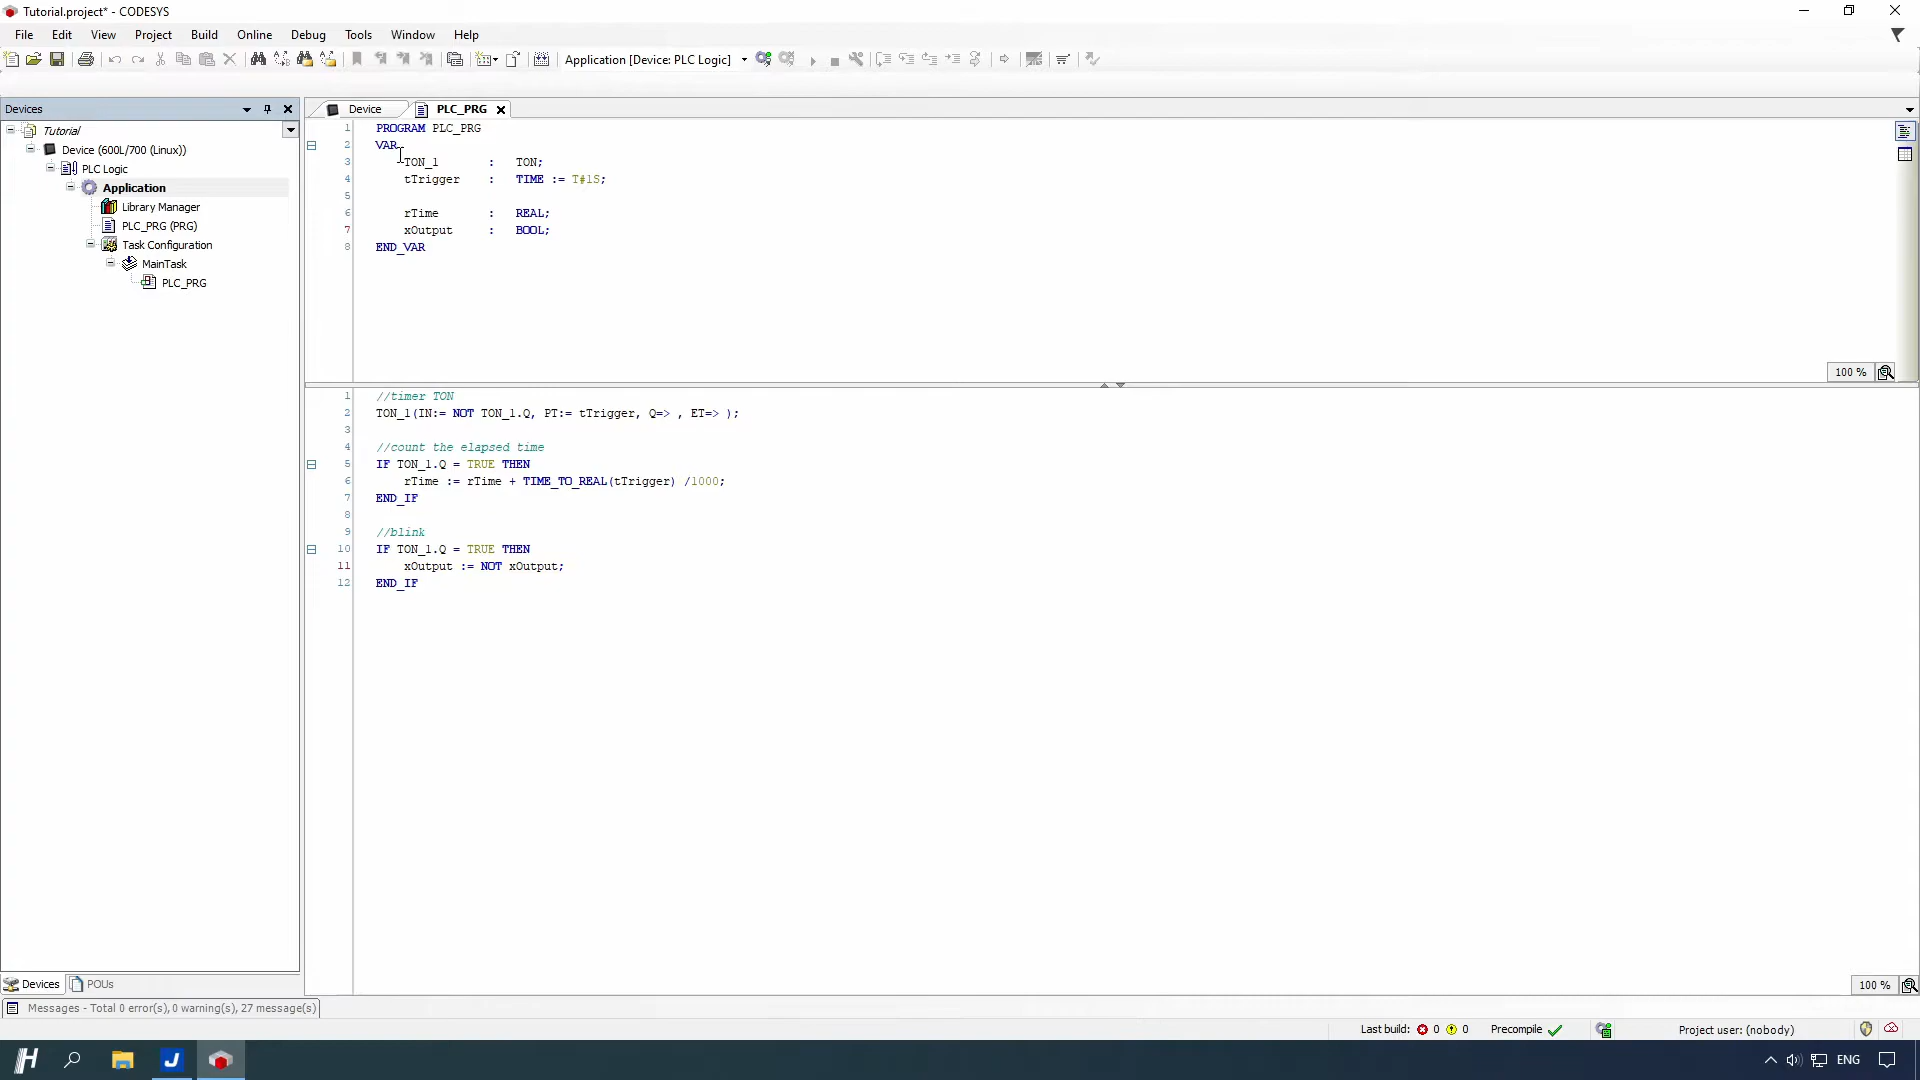 Tutorial.project* - CODESYS
File Edit View Project Build Online Debug Tools Window Help
Application [Device: PLC Logic]
Devices
Tutorial
Device (600L/700 (Linux))
PLC Logic
Application
Library Manager
PLC_PRG (PRG)
Task Configuration
MainTask
PLC_PRG
Device PLC_PRG
1 PROGRAM PLC_PRG
2 VAR
3 TON_1 : TON;
4 tTrigger : TIME := T#1S;
5
6 rTime : REAL;
7 xOutput : BOOL;
8 END_VAR
100 %
1 //timer TON
2 TON_1(IN:= NOT TON_1.Q, PT:= tTrigger, Q=> , ET=> );
3
4 //count the elapsed time
5 IF TON_1.Q = TRUE THEN
6 rTime := rTime + TIME_TO_REAL(tTrigger) /1000;
7 END_IF
8
9 //blink
10 IF TON_1.Q = TRUE THEN
11 xOutput := NOT xOutput;
12 END_IF
100 %
Devices POUs
Messages - Total 0 error(s), 0 warning(s), 27 message(s)
Last build: 0 0 Precompile Project user: (nobody)
ENG